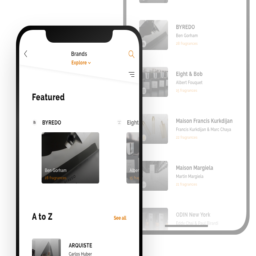 Brands
Explore
Featured
BYREDO
Eight
Ben Gorham
A to Z
See all
ARQUISTE
Carlos Huber
BYREDO
Ben Gorham
Eight & Bob
Albert Fouquet
Maison Francis Kurkdjian
Francis Kurkdjian & Marc Chaya
Maison Margiela
Martin Margiela
ODIN New York